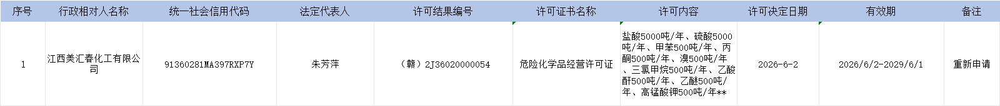 序号 行政相对人名称 统一社会信用代码 法定代表人 许可结果编号 许可证书名称 许可内容 许可决定日期 有效期 备注
1 江西美汇春化工有限公司 91360281MA397RXP7Y 朱芳萍 （赣）2J36020000054 危险化学品经营许可证
盐酸5000吨/年、硫酸5000
吨/年、甲苯500吨/年、丙
酮500吨/年、溴500吨/年
、三氯甲烷500吨/年、乙酸
酐500吨/年、乙醚500吨/
年、高锰酸钾500吨/年**
2026-6-2 2026/6/2-2029/6/1 重新申请